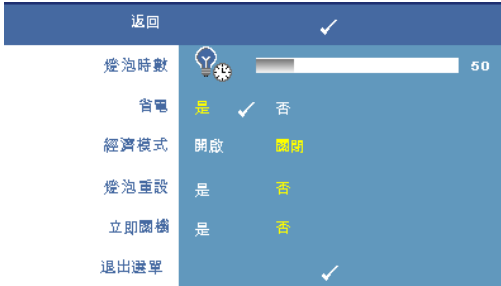 返回
燈泡時數 50
省電 是 ✓ 否
經濟模式 開啟 關閉
燈泡重設 是 否
立即關機 是 否
退出選單